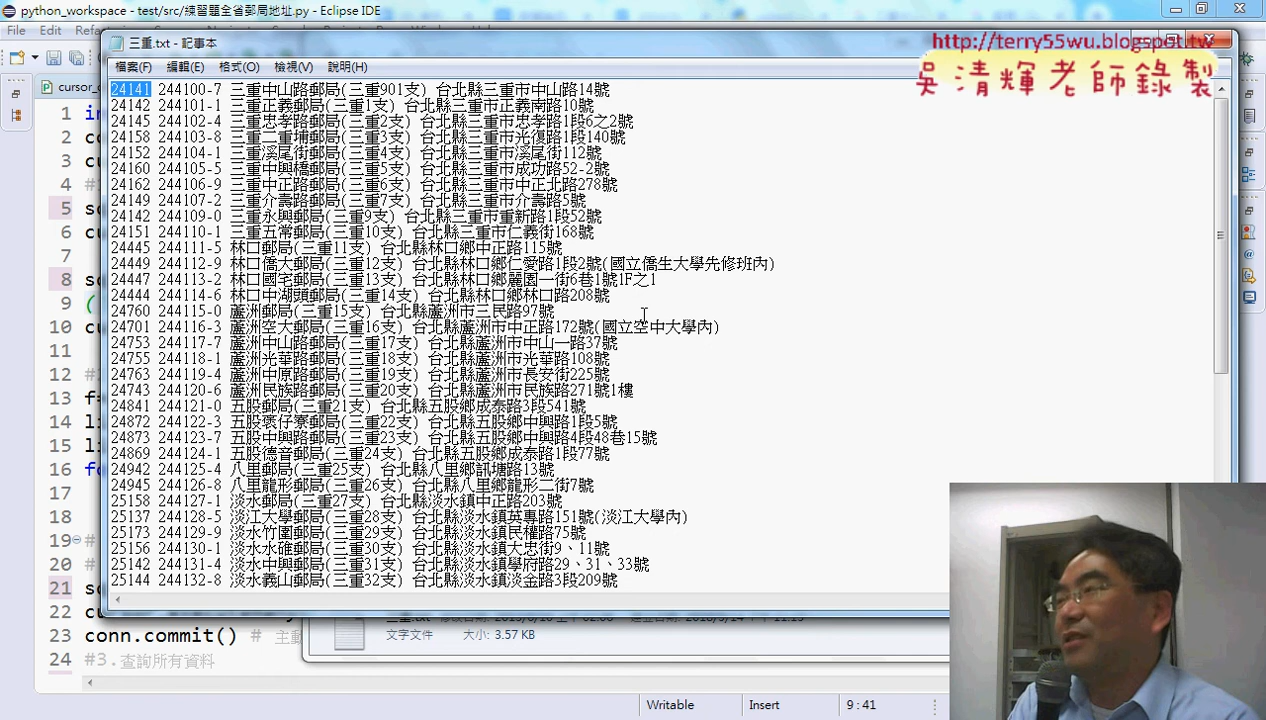 python_workspace - test/src/練習題全省郵局地址.py - Eclipse IDE
File Edit Refa
http://terry55wu.blogspot.tw
吳清輝老師錄製
三重.txt - 記事本
檔案(F) 編輯(E) 格式(O) 檢視(V) 說明(H)
24141 244100-7 三重中山路郵局(三重901支) 台北縣三重市中山路14號
24142 244101-1 三重正義郵局(三重1支) 台北縣三重市正義南路10號
24145 244102-4 三重忠孝路郵局(三重2支) 台北縣三重市忠孝路1段6之2號
24158 244103-8 三重二重埔郵局(三重3支) 台北縣三重市光復路1段140號
24152 244104-1 三重溪尾街郵局(三重4支) 台北縣三重市溪尾街112號
24160 244105-5 三重中興橋郵局(三重5支) 台北縣三重市成功路52-2號
24162 244106-9 三重中正路郵局(三重6支) 台北縣三重市中正北路278號
24149 244107-2 三重介壽路郵局(三重7支) 台北縣三重市介壽路5號
24142 244109-0 三重永興郵局(三重9支) 台北縣三重市重新路1段52號
24151 244110-1 三重五常郵局(三重10支) 台北縣三重市仁義街168號
24445 244111-5 林口郵局(三重11支) 台北縣林口鄉中正路115號
24449 244112-9 林口僑大郵局(三重12支) 台北縣林口鄉仁愛路1段2號(國立僑生大學先修班內)
24447 244113-2 林口國宅郵局(三重13支) 台北縣林口鄉麗園一街6巷1號1F之1
24444 244114-6 林口中湖頭郵局(三重14支) 台北縣林口鄉林口路208號
24760 244115-0 蘆洲郵局(三重15支) 台北縣蘆洲市三民路97號
24701 244116-3 蘆洲空大郵局(三重16支) 台北縣蘆洲市中正路172號(國立空中大學內)
24753 244117-7 蘆洲中山路郵局(三重17支) 台北縣蘆洲市中山一路37號
24755 244118-1 蘆洲光華路郵局(三重18支) 台北縣蘆洲市光華路108號
24763 244119-4 蘆洲中原路郵局(三重19支) 台北縣蘆洲市長安街225號
24743 244120-6 蘆洲民族路郵局(三重20支) 台北縣蘆洲市民族路271號1樓
24841 244121-0 五股郵局(三重21支) 台北縣五股鄉成泰路3段541號
24872 244122-3 五股褒仔寮郵局(三重22支) 台北縣五股鄉中興路1段5號
24873 244123-7 五股中興路郵局(三重23支) 台北縣五股鄉中興路4段48巷15號
24869 244124-1 五股德音郵局(三重24支) 台北縣五股鄉成泰路1段77號
24942 244125-4 八里郵局(三重25支) 台北縣八里鄉訊塘路13號
24945 244126-8 八里龍形郵局(三重26支) 台北縣八里鄉龍形二街7號
25158 244127-1 淡水郵局(三重27支) 台北縣淡水鎮中正路203號
25137 244128-5 淡江大學郵局(三重28支) 台北縣淡水鎮英專路151號(淡江大學內)
25173 244129-9 淡水竹圍郵局(三重29支) 台北縣淡水鎮民權路75號
25156 244130-1 淡水水碓郵局(三重30支) 台北縣淡水鎮大忠街9、11號
25142 244131-4 淡水中興郵局(三重31支) 台北縣淡水鎮學府路29、31、33號
25144 244132-8 淡水義山郵局(三重32支) 台北縣淡水鎮淡金路3段209號
cursor_
1 in
2 co
3 cu
4 #
5 so
6 cu
7
8 so
9 (
10 cu
11
12 #
13 f=
14 li
15 li
16 fo
17
18
19 #
20 #
21 sq
22
23 conn.commit() # 主動
24 #3.查詢所有資料
文字文件 大小: 3.57 KB
Writable Insert 9 : 41